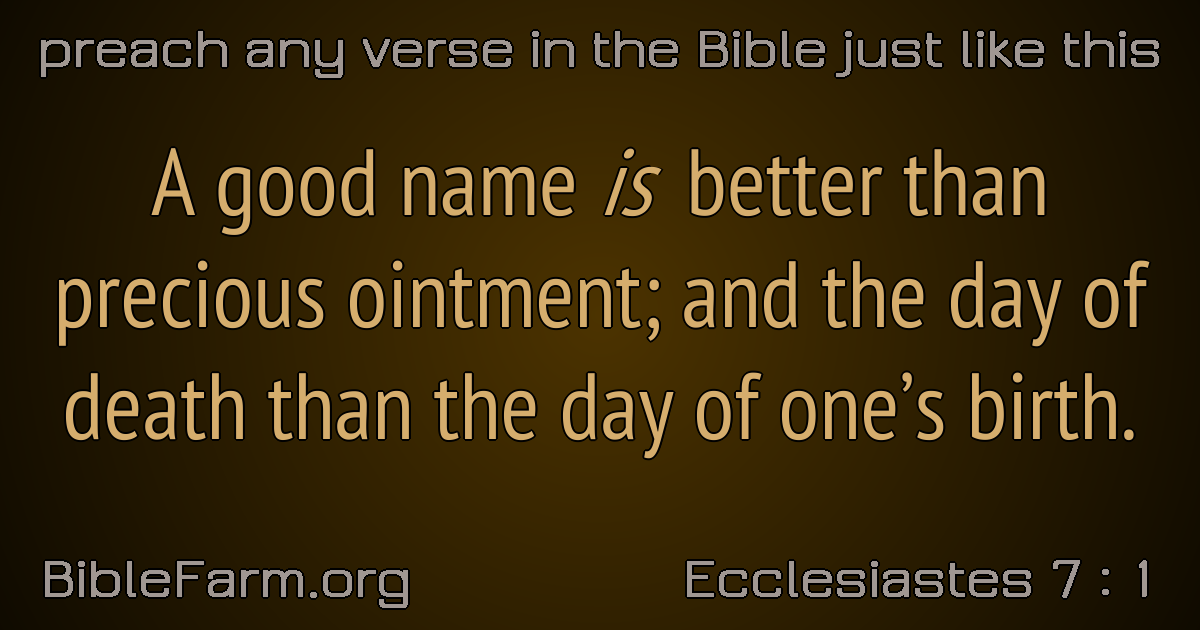 preach any verse in the Bible just like this
A good name is better than
precious ointment; and the day of
death than the day of one’s birth.
BibleFarm.org
Ecclesiastes 7 : 1